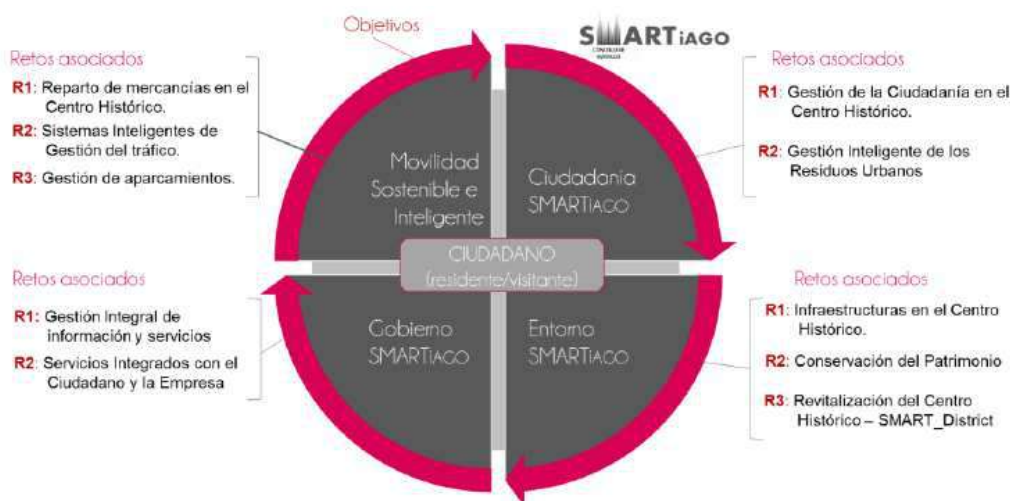 Objetivos
SMARTiAGO
Retos asociados
R1: Reparto de mercancías en el
Centro Histórico.
R2: Sistemas Inteligentes de
Gestión del tráfico.
R3: Gestión de aparcamientos.
Retos asociados
R1: Gestión de la Ciudadanía en el
Centro Histórico.
R2: Gestión Inteligente de los
Residuos Urbanos
Movilidad
Sostenible e
Inteligente
Ciudadanía
SMARTiAGO
CIUDADANO
(residente/visitante)
Gobierno
SMARTiAGO
Entorno
SMARTiAGO
Retos asociados
R1: Gestión Integral de
información y servicios
R2: Servicios Integrados con el
Ciudadano y la Empresa
Retos asociados
R1: Infraestructuras en el Centro
Histórico.
R2: Conservación del Patrimonio
R3: Revitalización del Centro
Histórico – SMART_District